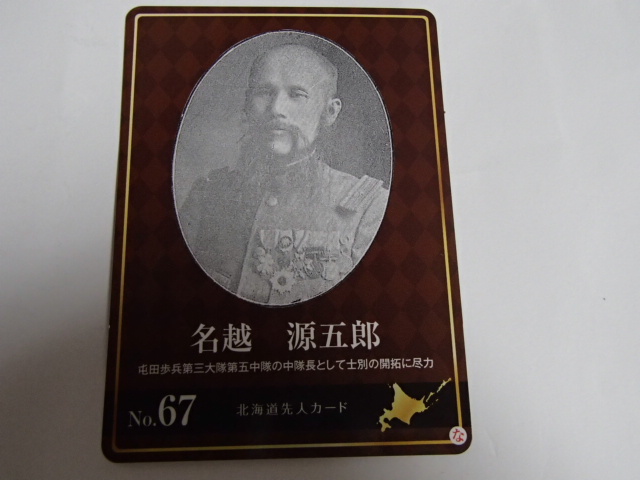 名越 源五郎
屯田歩兵第三大隊第五中隊の中隊長として士別の開拓に尽力
No.67 北海道先人カード
な